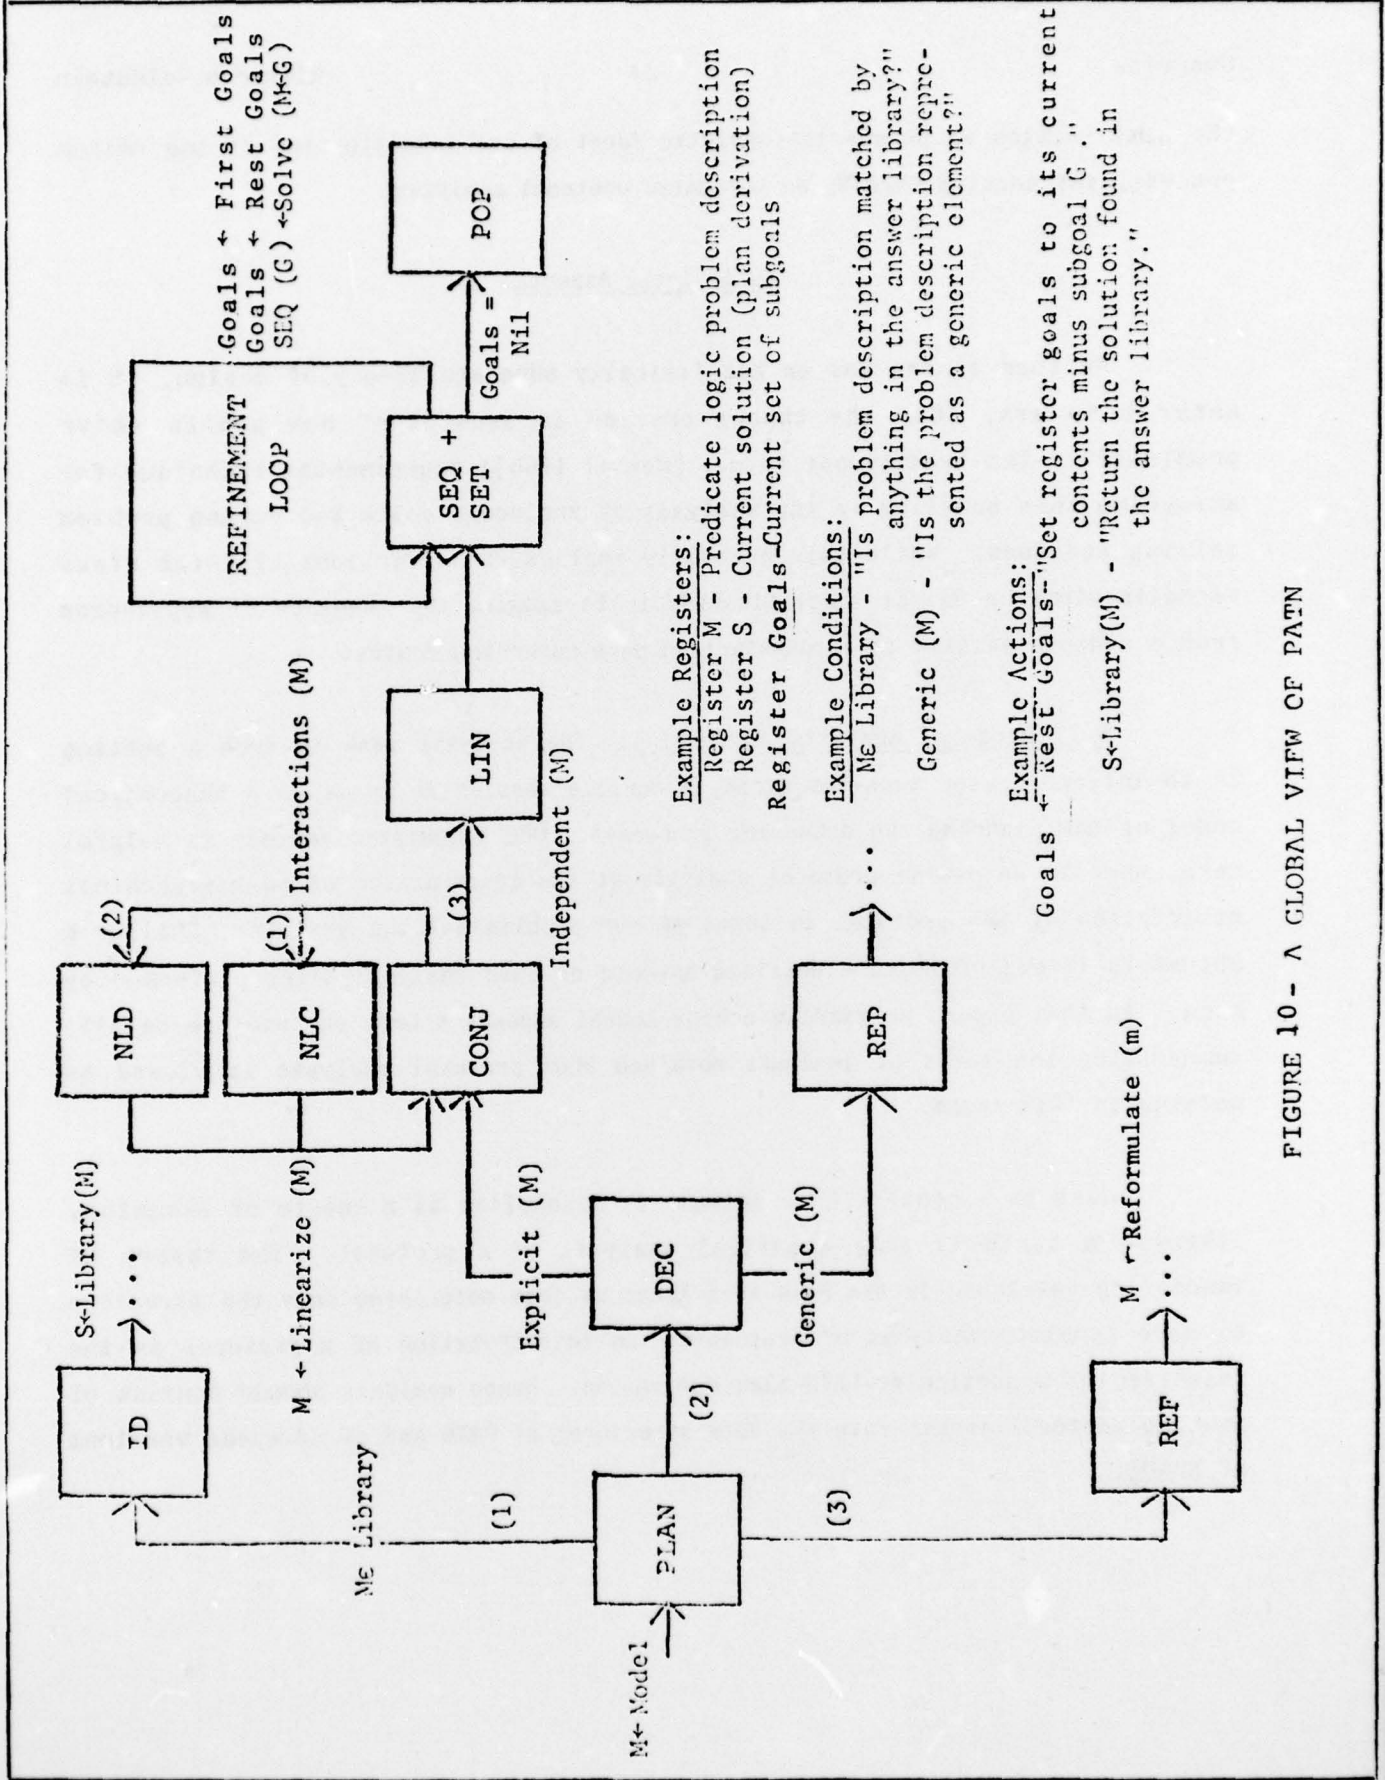 M← Model
PLAN
Mε Library
(1)
(2)
(3)
ID
S←Library(M)
....
DEC
Explicit (M)
Generic (M)
REF
M ← Reformulate (m)
...
REP
...
M ← Linearize (M)
NLD
NLC
CONJ
(2)
(1)
Interactions (M)
(3)
Independent (M)
LIN
REFINEMENT
LOOP
SEQ +
SET
Goals ← First Goals
Goals ← Rest Goals
SEQ (G) ←Solve (M←G)
Goals =
Nil
POP
Example Registers:
Register M - Predicate logic problem description
Register S - Current solution (plan derivation)
Register Goals-Current set of subgoals
Example Conditions:
Mε Library - "Is problem description matched by
anything in the answer library?"
Generic (M) - "Is the problem description repre-
sented as a generic element?"
Example Actions:
Goals ← Rest Goals-"Set register goals to its current
contents minus subgoal G."
S←Library(M) - "Return the solution found in
the answer library."
FIGURE 10- A GLOBAL VIEW OF PATN